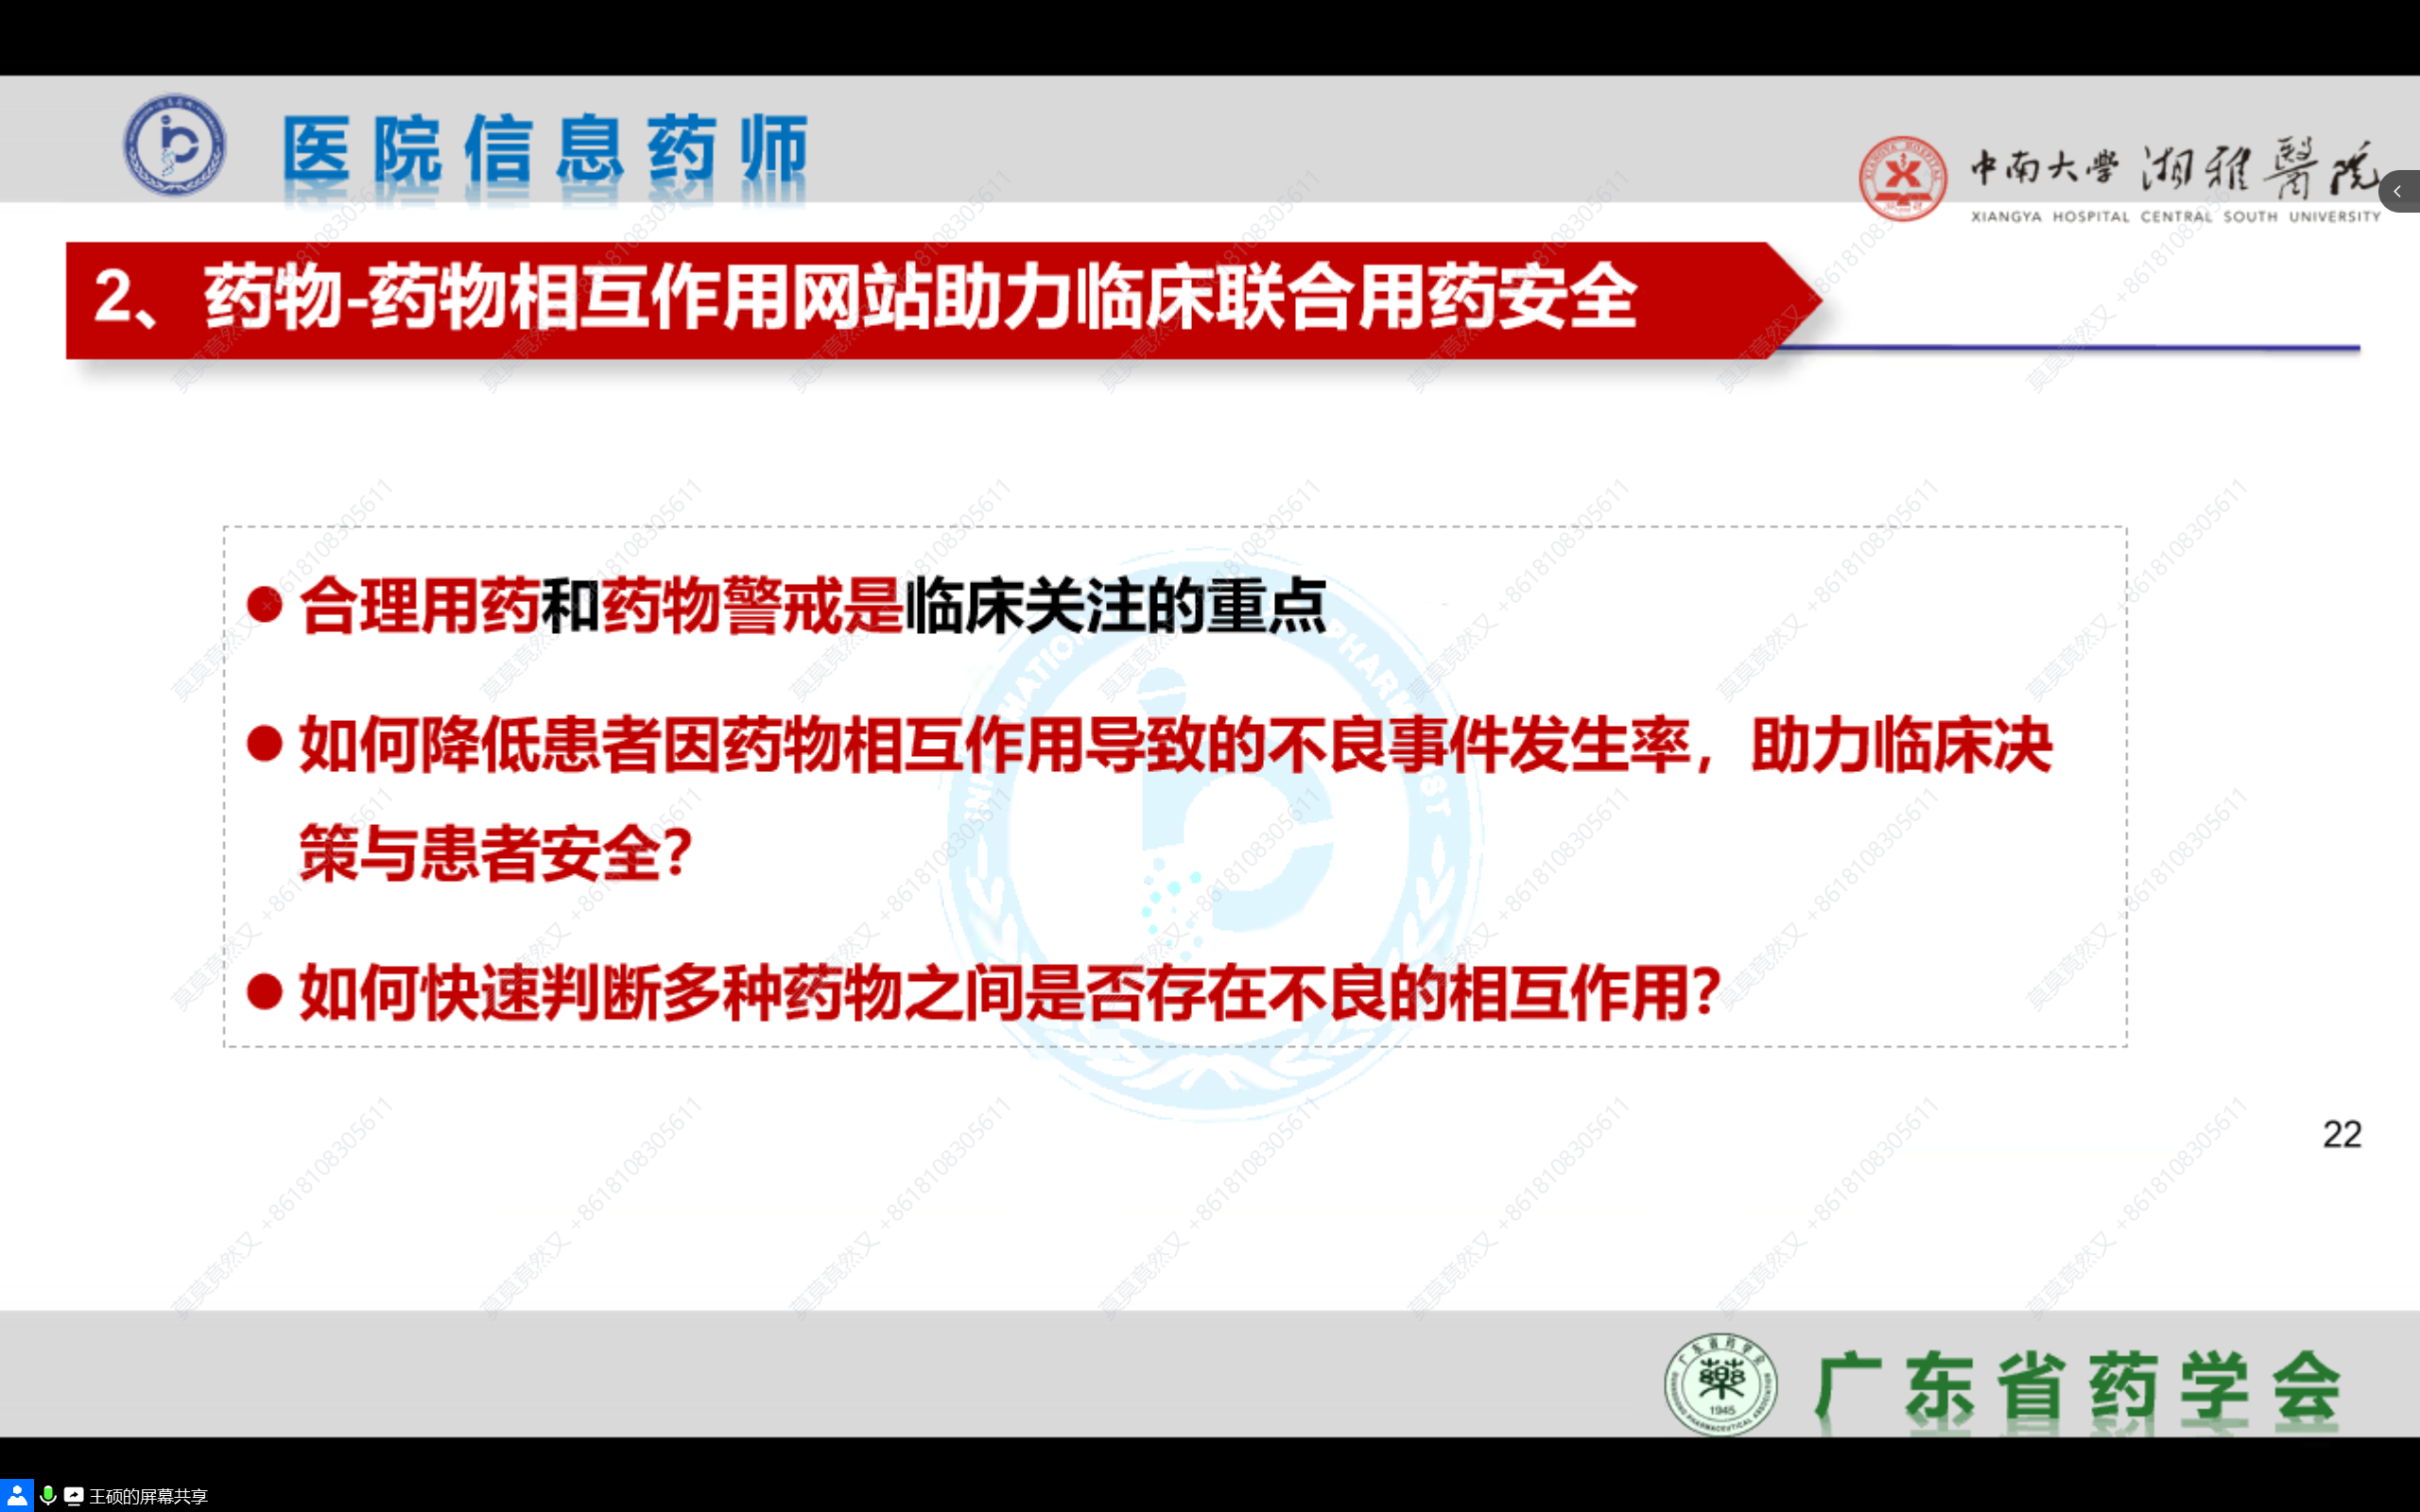 医院信息药师
中南大學 湘雅醫院
XIANGYA HOSPITAL CENTRAL SOUTH UNIVERSITY
2、药物-药物相互作用网站助力临床联合用药安全
合理用药和药物警戒是临床关注的重点
如何降低患者因药物相互作用导致的不良事件发生率，助力临床决
策与患者安全？
如何快速判断多种药物之间是否存在不良的相互作用？
22
广东省药学会
1945
王硕的屏幕共享